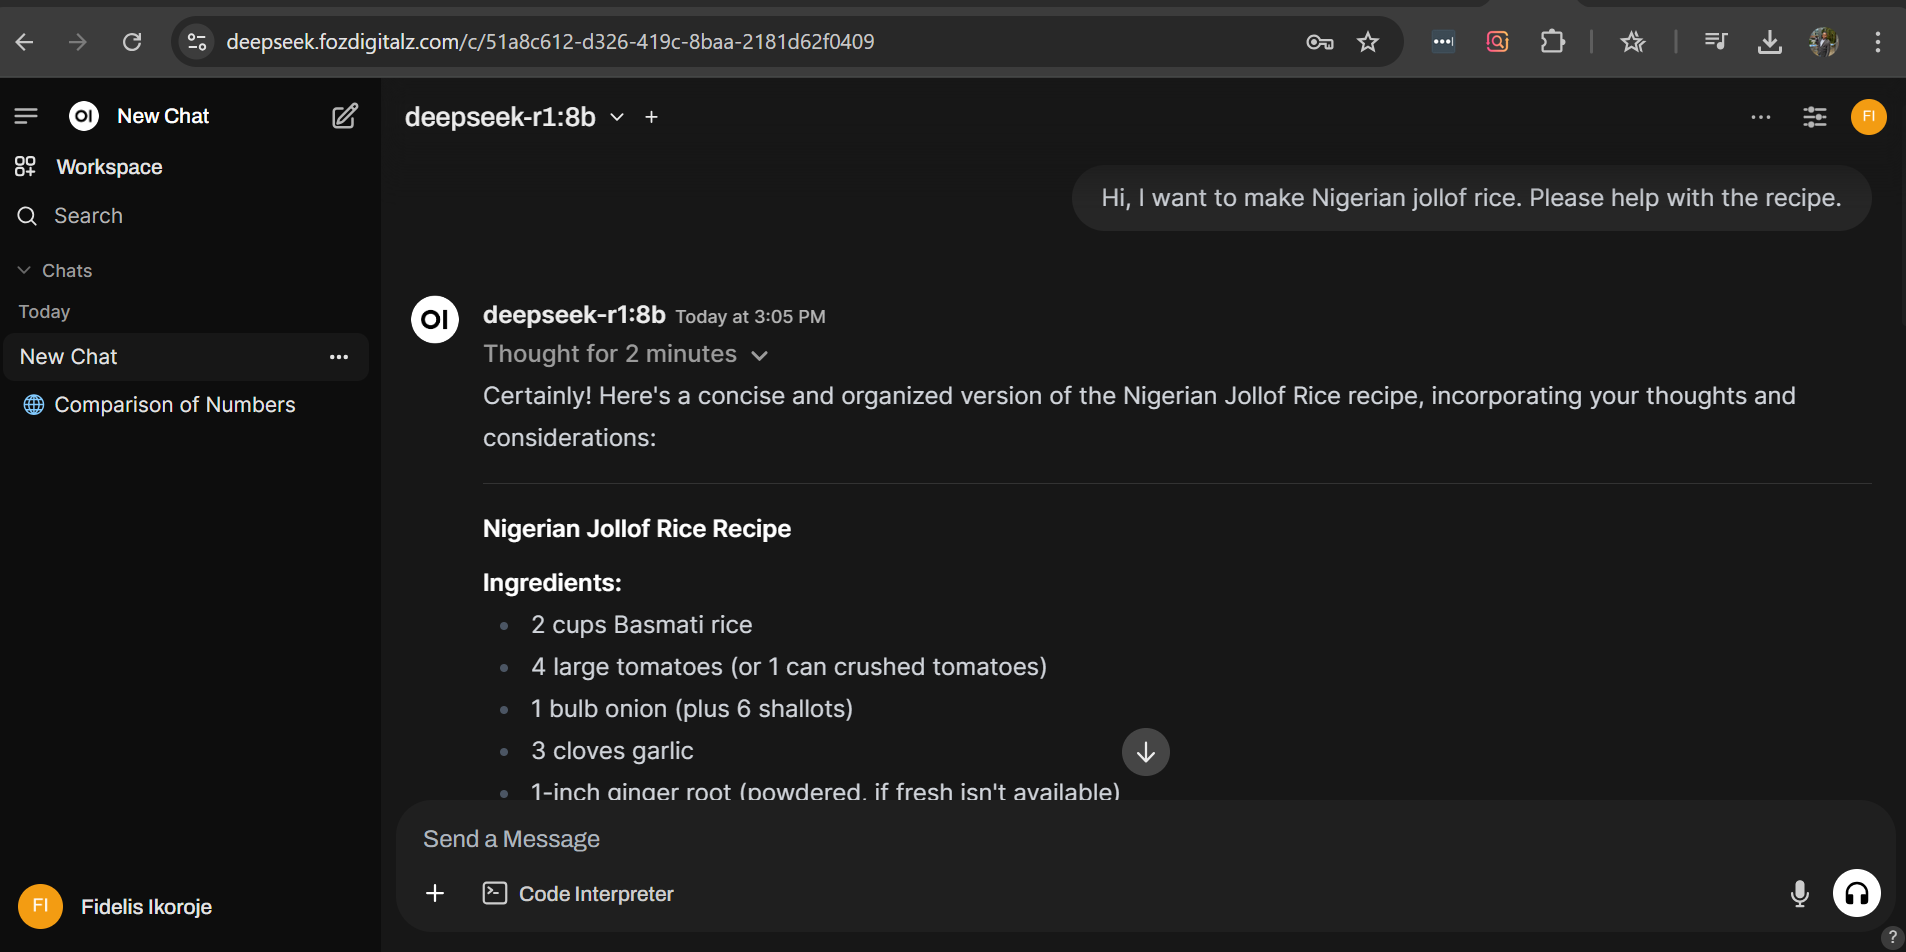 deepseek.fozdigitalz.com/c/51a8c612-d326-419c-8baa-2181d62f0409
OI New Chat
Workspace
Search
Chats
Today
New Chat
Comparison of Numbers
FI Fidelis Ikoroje
deepseek-r1:8b
FI
Hi, I want to make Nigerian jollof rice. Please help with the recipe.
OI deepseek-r1:8b Today at 3:05 PM
Thought for 2 minutes
Certainly! Here's a concise and organized version of the Nigerian Jollof Rice recipe, incorporating your thoughts and
considerations:
Nigerian Jollof Rice Recipe
Ingredients:
2 cups Basmati rice
4 large tomatoes (or 1 can crushed tomatoes)
1 bulb onion (plus 6 shallots)
3 cloves garlic
1-inch ginger root (powdered, if fresh isn't available)
Send a Message
Code Interpreter
?